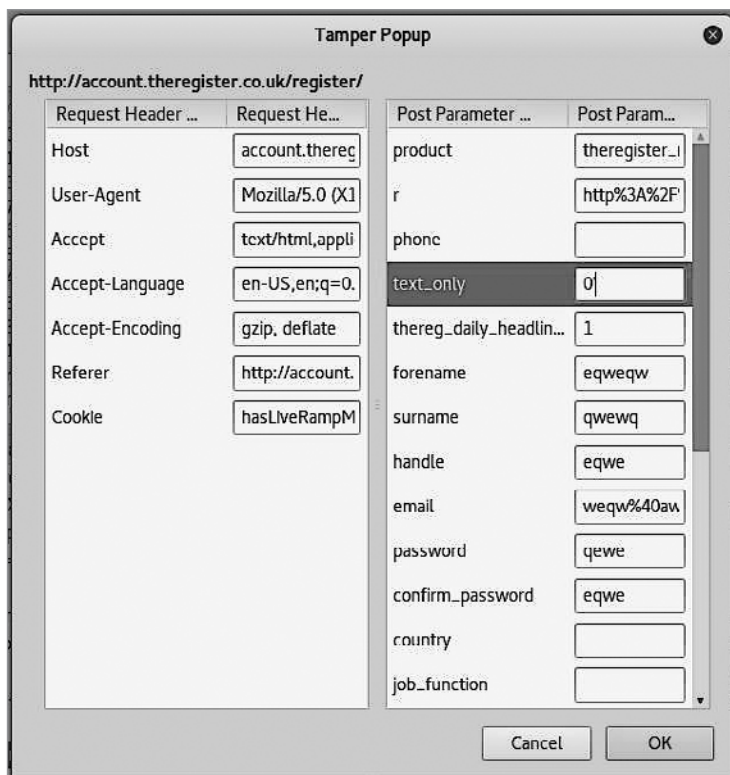 Tamper Popup
http://account.theregister.co.uk/register/
Request Header ... Request He...
Host account.thereg
User-Agent Mozilla/5.0 (X1
Accept text/html,appli
Accept-Language en-US,en;q=0.
Accept-Encoding gzip, deflate
Referer http://account.
Cookie hasLiveRampM
Post Parameter ... Post Param...
product theregister_
r http%3A%2F
phone
text_only 0
thereg_daily_headlin... 1
forename eqweqw
surname qwewq
handle eqwe
email weqw%40aw
password qewe
confirm_password eqwe
country
job_function
Cancel OK